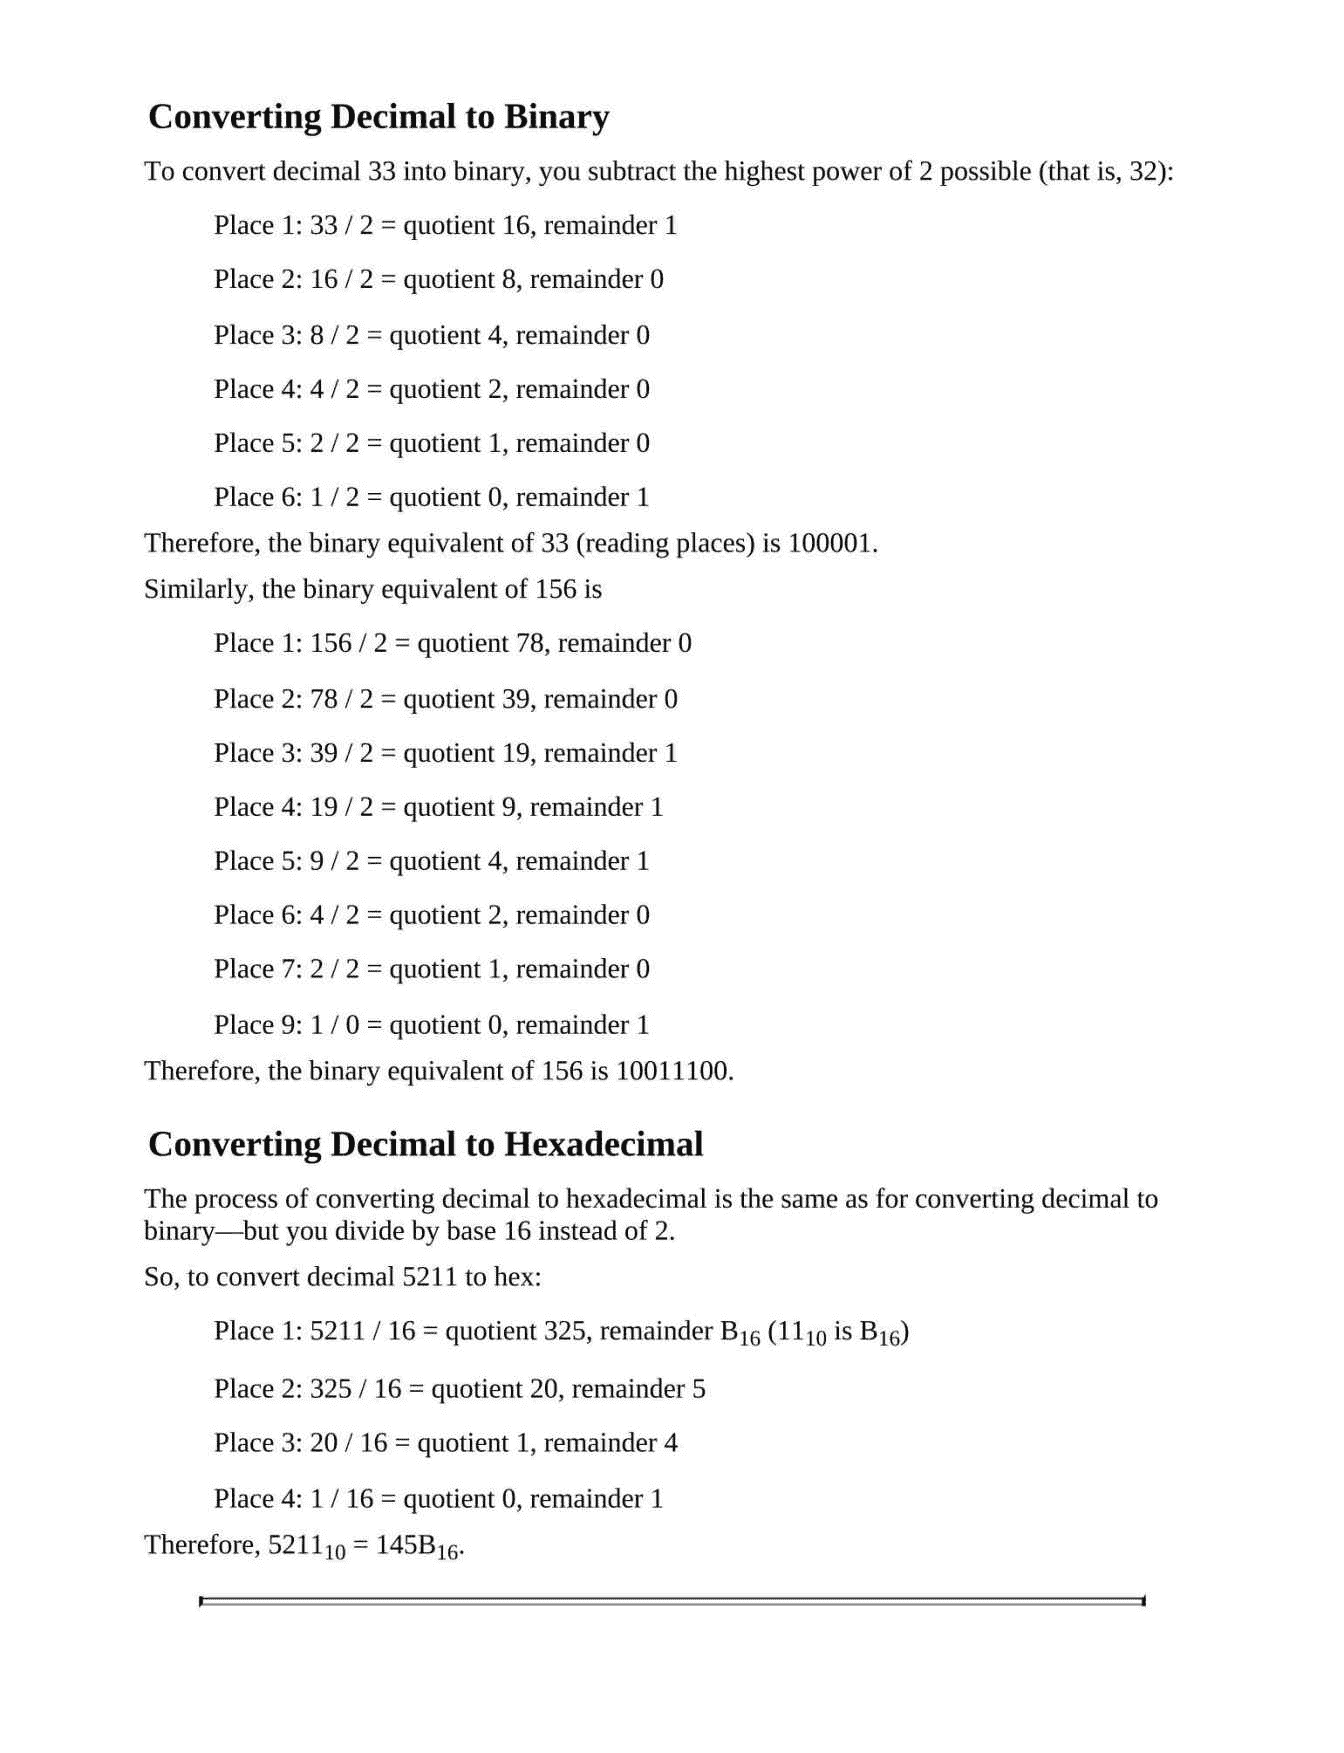 Converting Decimal to Binary
To convert decimal 33 into binary, you subtract the highest power of 2 possible (that is, 32):
Place 1: 33 / 2 = quotient 16, remainder 1
Place 2: 16 / 2 = quotient 8, remainder 0
Place 3: 8 / 2 = quotient 4, remainder 0
Place 4: 4 / 2 = quotient 2, remainder 0
Place 5: 2 / 2 = quotient 1, remainder 0
Place 6: 1 / 2 = quotient 0, remainder 1
Therefore, the binary equivalent of 33 (reading places) is 100001.
Similarly, the binary equivalent of 156 is
Place 1: 156 / 2 = quotient 78, remainder 0
Place 2: 78 / 2 = quotient 39, remainder 0
Place 3: 39 / 2 = quotient 19, remainder 1
Place 4: 19 / 2 = quotient 9, remainder 1
Place 5: 9 / 2 = quotient 4, remainder 1
Place 6: 4 / 2 = quotient 2, remainder 0
Place 7: 2 / 2 = quotient 1, remainder 0
Place 9: 1 / 0 = quotient 0, remainder 1
Therefore, the binary equivalent of 156 is 10011100.
Converting Decimal to Hexadecimal
The process of converting decimal to hexadecimal is the same as for converting decimal to
binary—but you divide by base 16 instead of 2.
So, to convert decimal 5211 to hex:
Place 1: 5211 / 16 = quotient 325, remainder B₁₆ (11₁₀ is B₁₆)
Place 2: 325 / 16 = quotient 20, remainder 5
Place 3: 20 / 16 = quotient 1, remainder 4
Place 4: 1 / 16 = quotient 0, remainder 1
Therefore, 5211₁₀ = 145B₁₆.